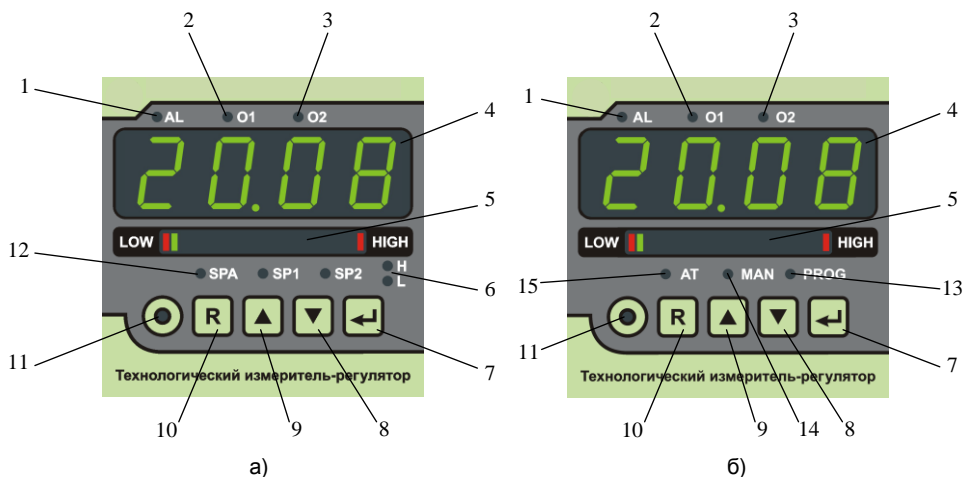 2 3
1 AL O1 O2 4
20.08
5
LOW HIGH
12 SPA SP1 SP2 H
L 6
R
11 7
Технологический измеритель-регулятор
10 9 8
а)
2 3
1 AL O1 O2 4
20.08
5
LOW HIGH
15 AT MAN PROG 13
R
11 7
Технологический измеритель-регулятор
10 9 14 8
б)